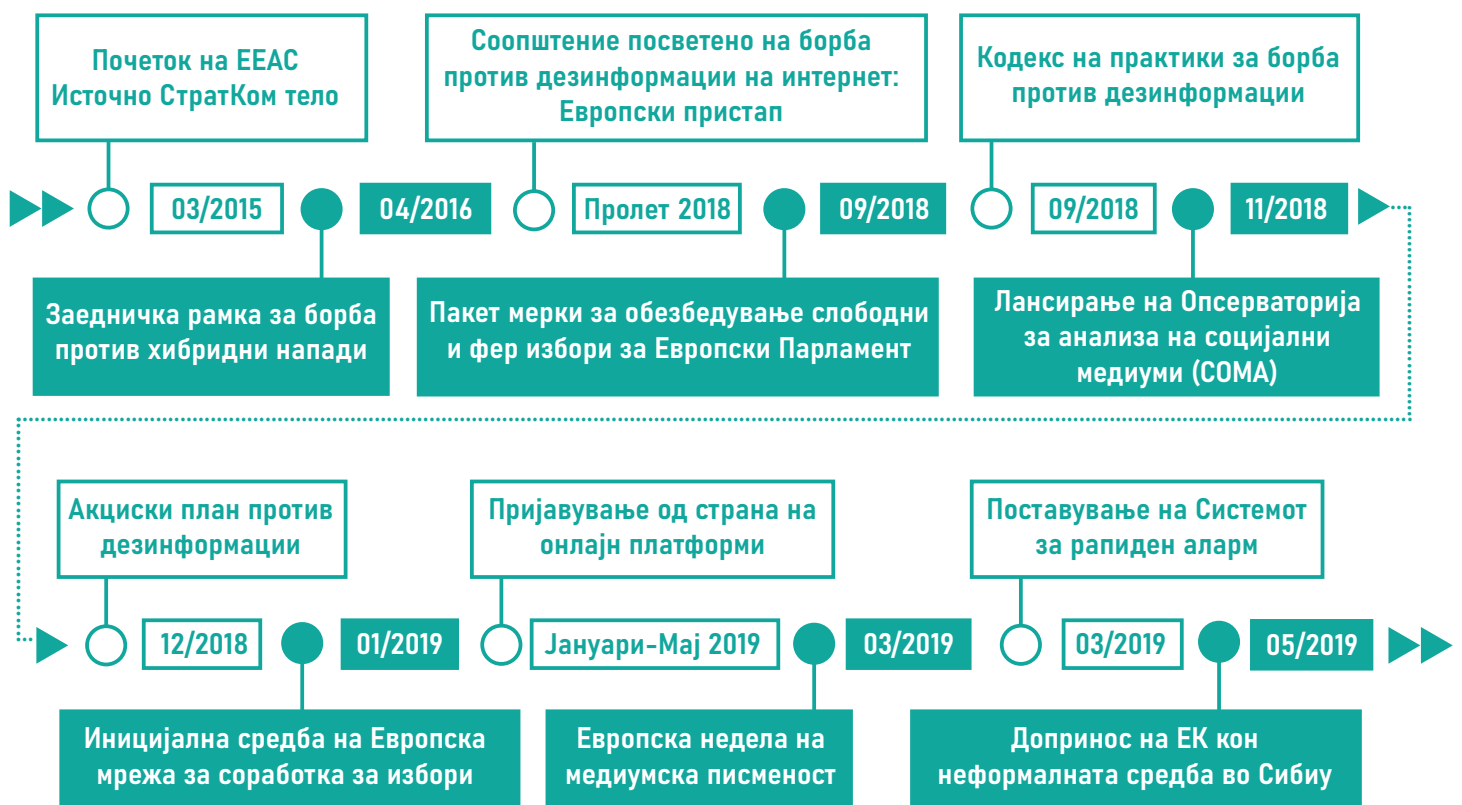 Почеток на ЕЕАС
Источно СтратКом тело
Соопштение посветено на борба
против дезинформации на интернет:
Европски пристап
Кодекс на практики за борба
против дезинформации
03/2015
04/2016
Пролет 2018
09/2018
09/2018
11/2018
Заедничка рамка за борба
против хибридни напади
Пакет мерки за обезбедување слободни
и фер избори за Европски Парламент
Лансирање на Опсерваторија
за анализа на социјални
медиуми (СОМА)
Акциски план против
дезинформации
Пријавување од страна на
онлајн платформи
Поставување на Системот
за рапиден аларм
12/2018
01/2019
Јануари-Мај 2019
03/2019
03/2019
05/2019
Иницијална средба на Европска
мрежа за соработка за избори
Европска недела на
медиумска писменост
Допринос на ЕК кон
неформалната средба во Сибиу